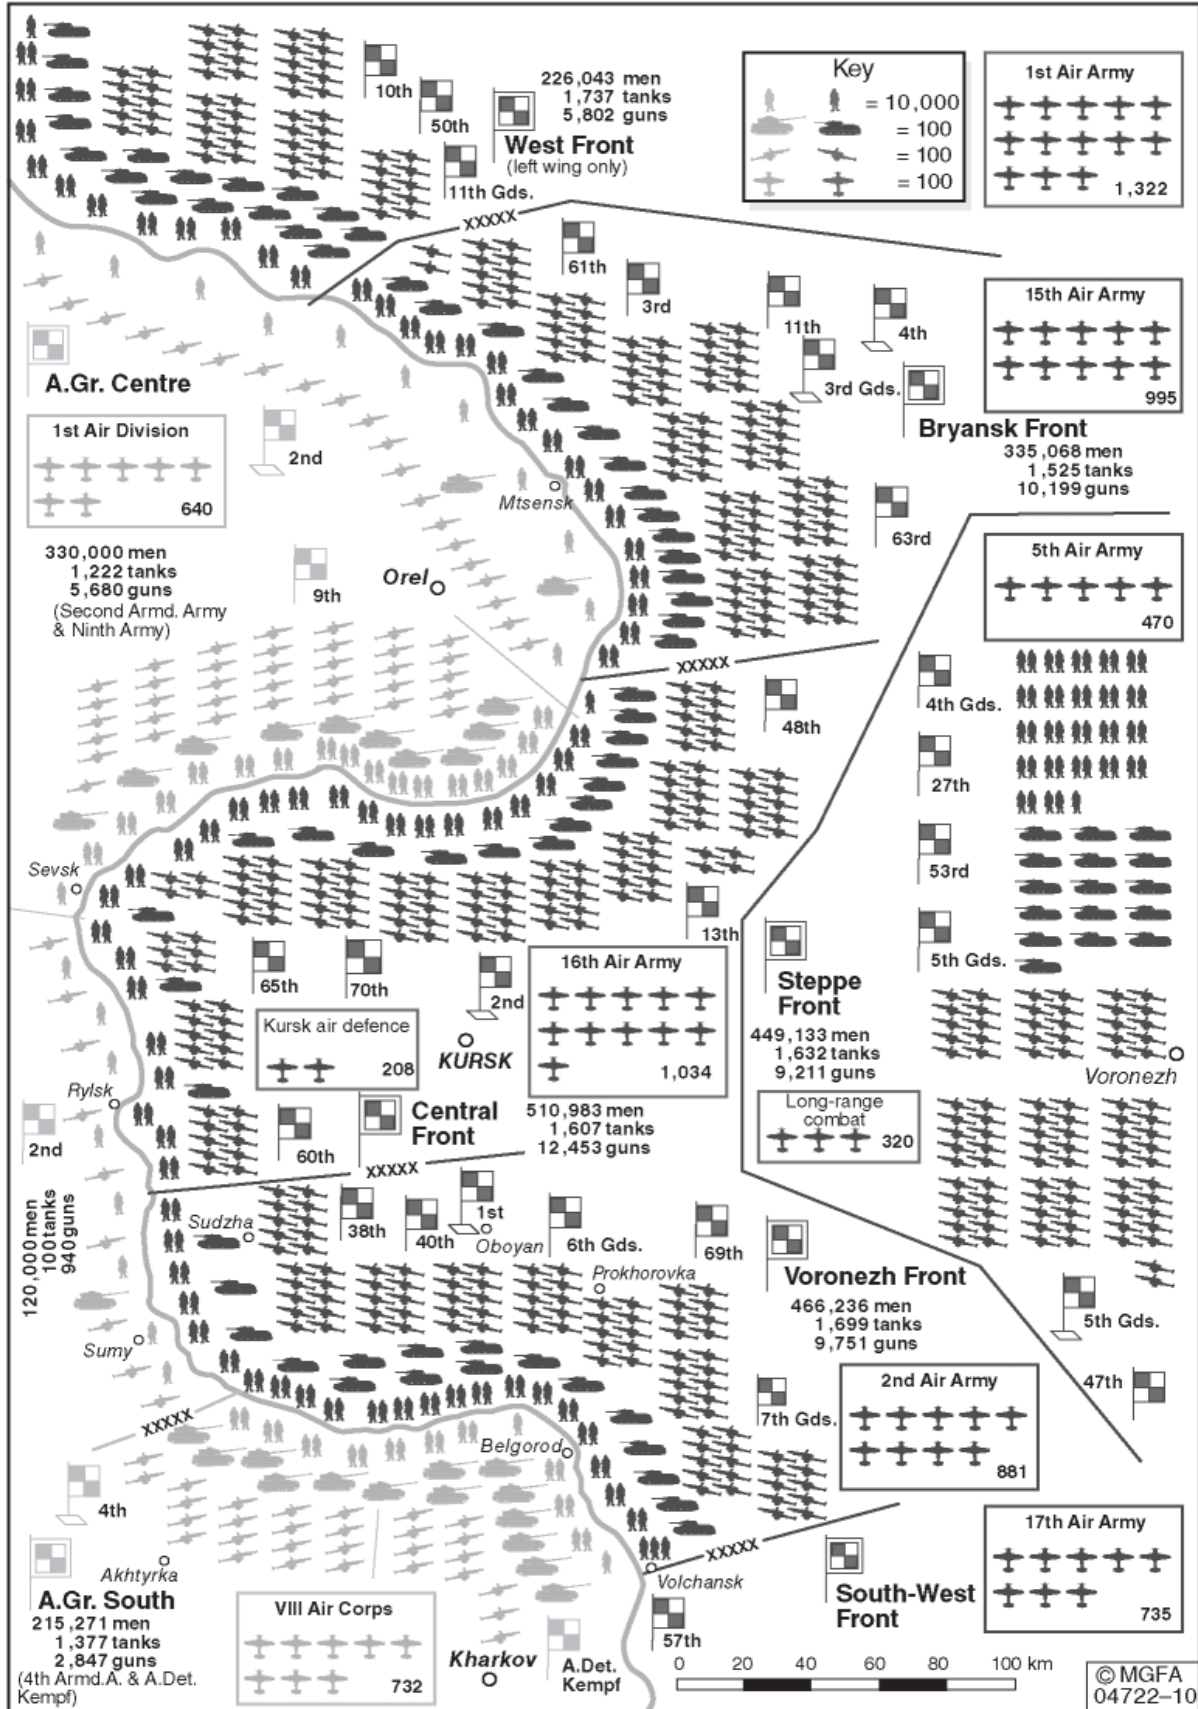 10th
50th
226,043 men
1,737 tanks
5,802 guns
West Front
(left wing only)
11th Gds.
Key
= 10,000
= 100
= 100
= 100
1st Air Army
1,322
xxxxx
61th
3rd
11th
4th
3rd Gds.
15th Air Army
995
Bryansk Front
335,068 men
1,525 tanks
10,199 guns
A.Gr. Centre
1st Air Division
640
2nd
330,000 men
1,222 tanks
5,680 guns
(Second Armd. Army
& Ninth Army)
9th
Mtsensk
Orel
63rd
5th Air Army
470
xxxxx
48th
4th Gds.
27th
53rd
5th Gds.
Sevsk
13th
65th
70th
2nd
16th Air Army
1,034
Kursk air defence
208
KURSK
Steppe
Front
449,133 men
1,632 tanks
9,211 guns
Voronezh
Long-range
combat
320
Rylsk
2nd
60th
Central
Front
510,983 men
1,607 tanks
12,453 guns
xxxxx
120,000 men
100 tanks
940 guns
Sudzha
38th
40th
1st
Oboyan
6th Gds.
69th
Prokhorovka
Voronezh Front
466,236 men
1,699 tanks
9,751 guns
5th Gds.
47th
Sumy
7th Gds.
2nd Air Army
881
xxxxx
Belgorod
4th
Akhtyrka
A.Gr. South
215,271 men
1,377 tanks
2,847 guns
(4th Armd.A. & A.Det.
Kempf)
VIII Air Corps
732
Kharkov
A.Det.
Kempf
xxxxx
Volchansk
57th
South-West
Front
17th Air Army
735
0 20 40 60 80 100 km
© MGFA
04722–10